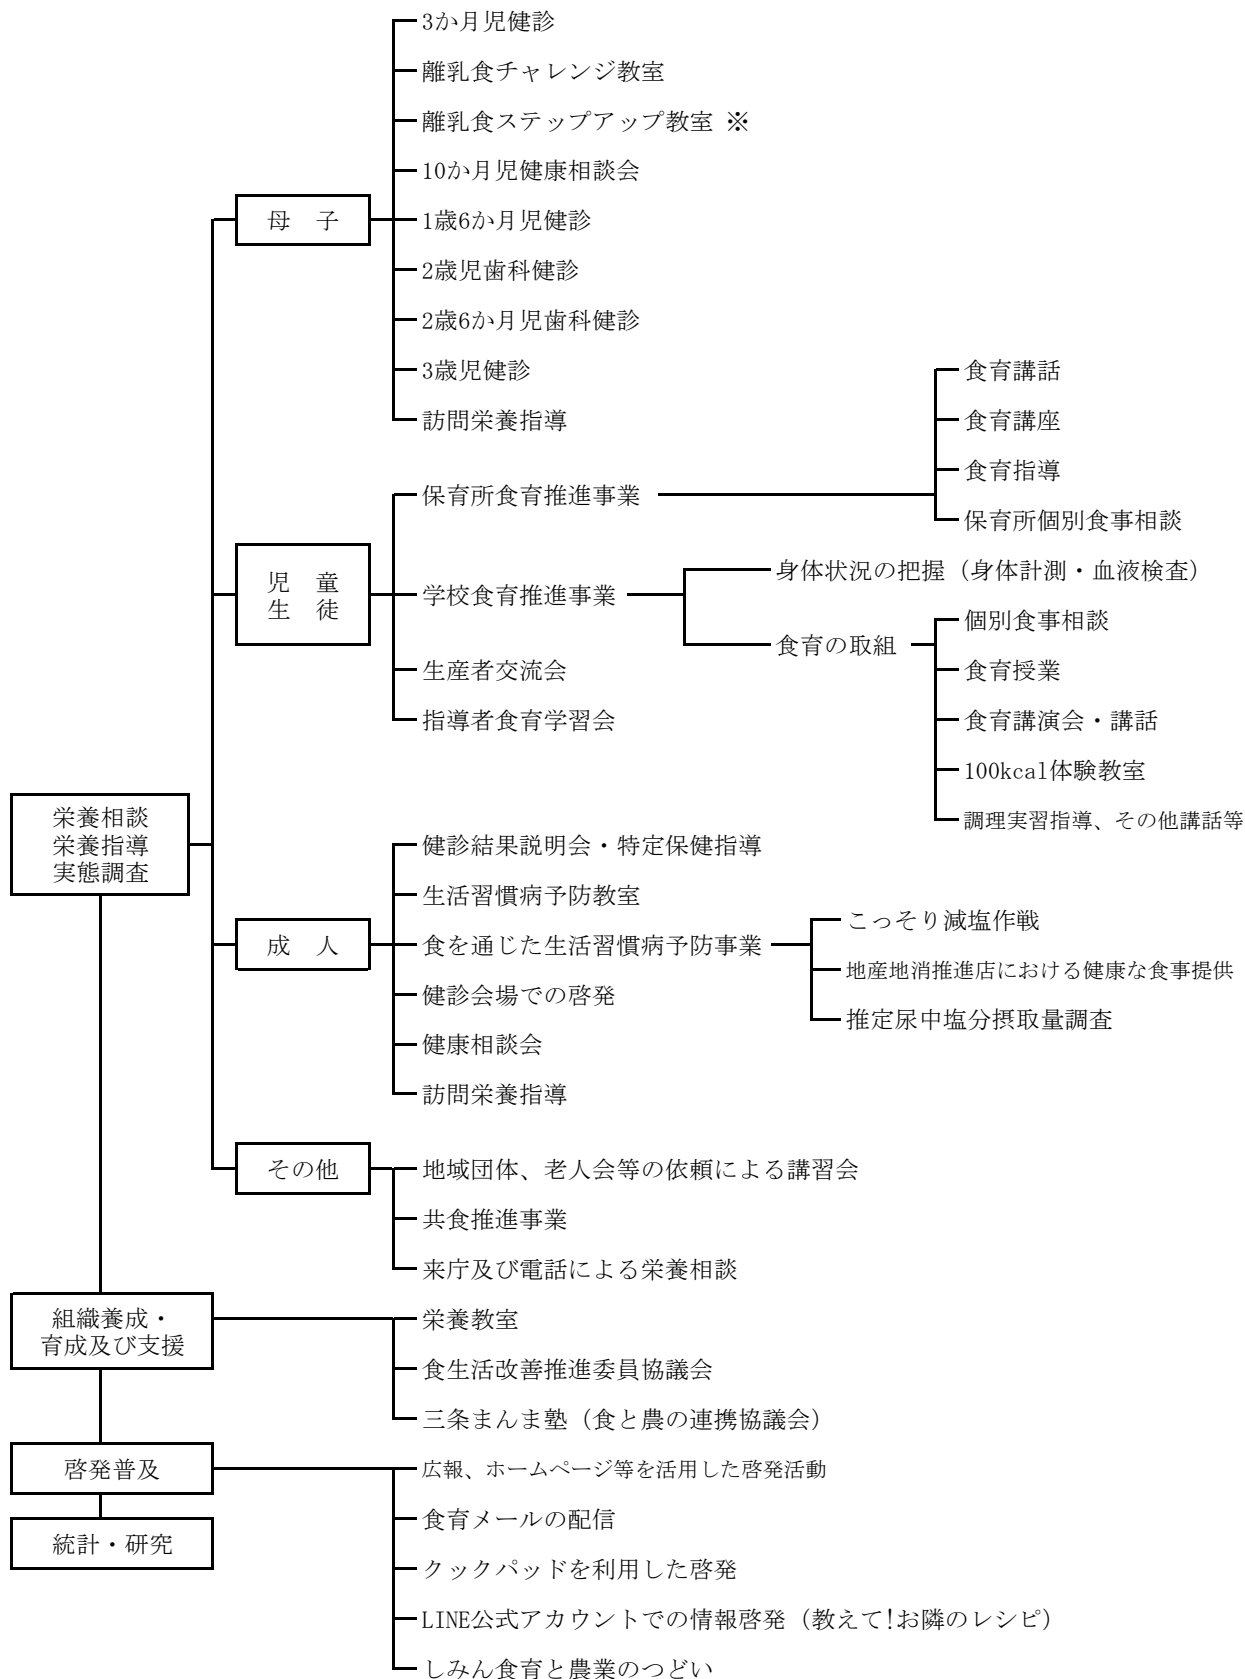 3か月児健診
離乳食チャレンジ教室
離乳食ステップアップ教室 ※
10か月児健康相談会
母 子
1歳6か月児健診
2歳児歯科健診
2歳6か月児歯科健診
3歳児健診
訪問栄養指導
食育講話
食育講座
食育指導
保育所個別食事相談
保育所食育推進事業
児 童
生 徒
学校食育推進事業
身体状況の把握（身体計測・血液検査）
食育の取組
個別食事相談
食育授業
食育講演会・講話
100kcal体験教室
調理実習指導、その他講話等
生産者交流会
指導者食育学習会
栄養相談
栄養指導
実態調査
健診結果説明会・特定保健指導
生活習慣病予防教室
成 人
食を通じた生活習慣病予防事業
こっそり減塩作戦
地産地消推進店における健康な食事提供
推定尿中塩分摂取量調査
健診会場での啓発
健康相談会
訪問栄養指導
その他
地域団体、老人会等の依頼による講習会
共食推進事業
来庁及び電話による栄養相談
組織養成・
育成及び支援
栄養教室
食生活改善推進委員協議会
三条まんま塾（食と農の連携協議会）
啓発普及
広報、ホームページ等を活用した啓発活動
食育メールの配信
統計・研究
クックパッドを利用した啓発
LINE公式アカウントでの情報啓発（教えて!お隣のレシピ）
しみん食育と農業のつどい